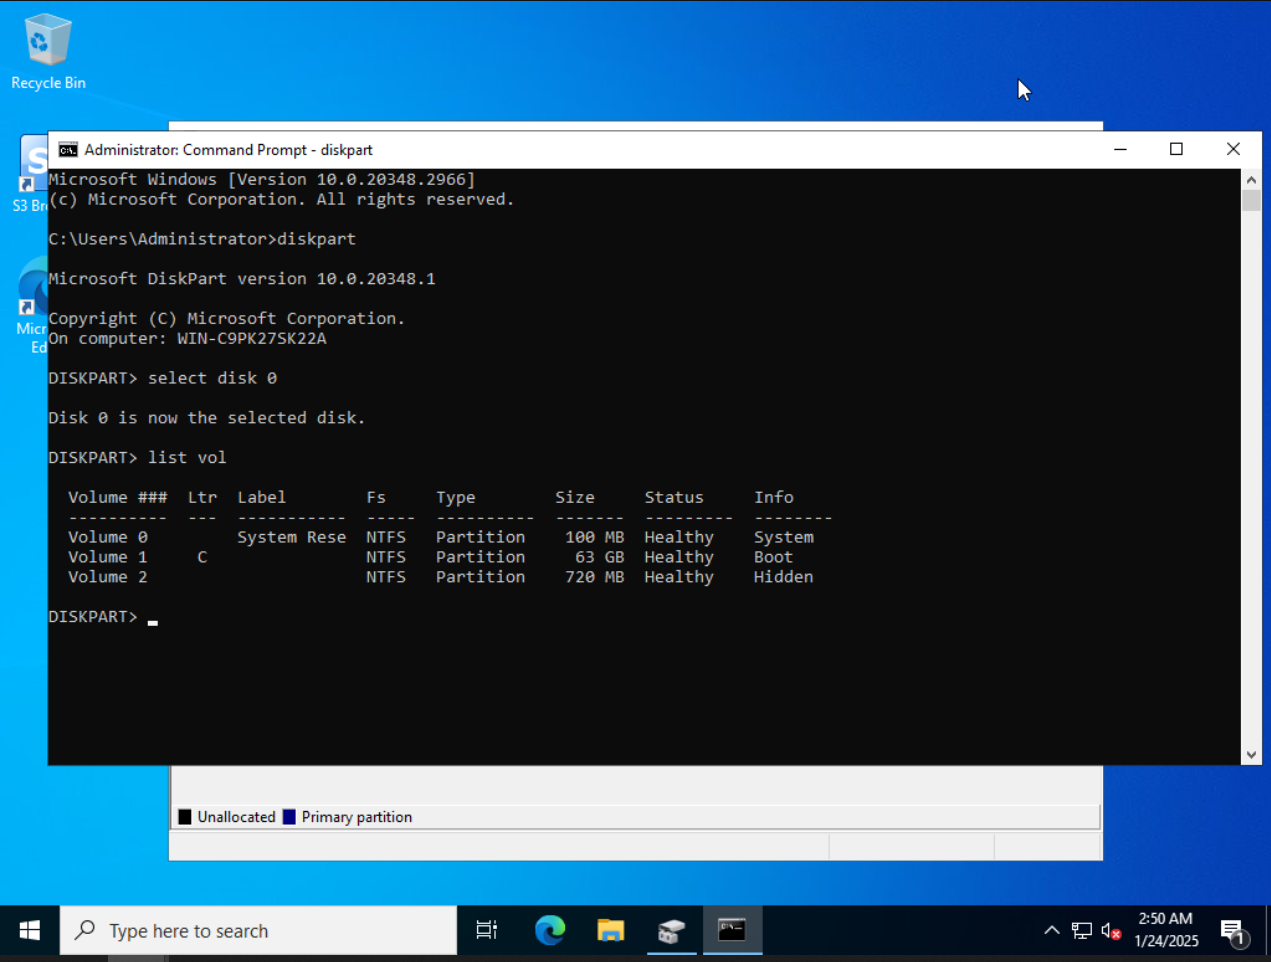 Recycle Bin
Administrator: Command Prompt - diskpart
S3 Br
Micr
Ed
Microsoft Windows [Version 10.0.20348.2966]
(c) Microsoft Corporation. All rights reserved.
C:\Users\Administrator>diskpart
Microsoft DiskPart version 10.0.20348.1
Copyright (C) Microsoft Corporation.
On computer: WIN-C9PK27SK22A
DISKPART> select disk 0
Disk 0 is now the selected disk.
DISKPART> list vol
  Volume ###  Ltr  Label        Fs     Type        Size     Status     Info
  ----------  ---  -----------  -----  ----------  -------  ---------  --------
  Volume 0         System Rese  NTFS   Partition    100 MB  Healthy    System
  Volume 1     C                NTFS   Partition     63 GB  Healthy    Boot
  Volume 2                      NTFS   Partition    720 MB  Healthy    Hidden
DISKPART> _
Unallocated Primary partition
Type here to search
2:50 AM
1/24/2025
1